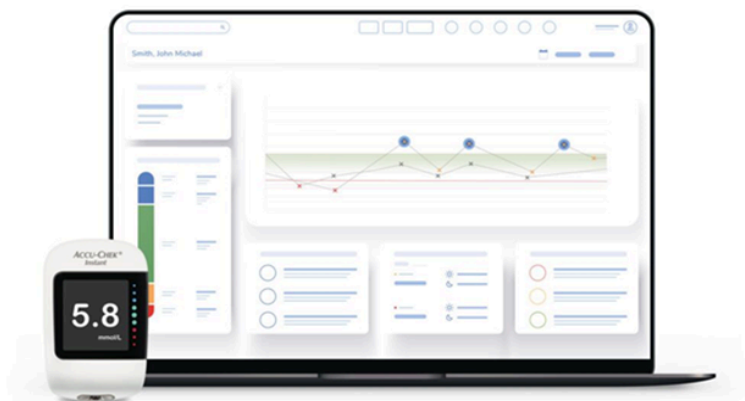 Smith, John Michael
ACCU-CHEK®
Instant
5.8
mmol/L